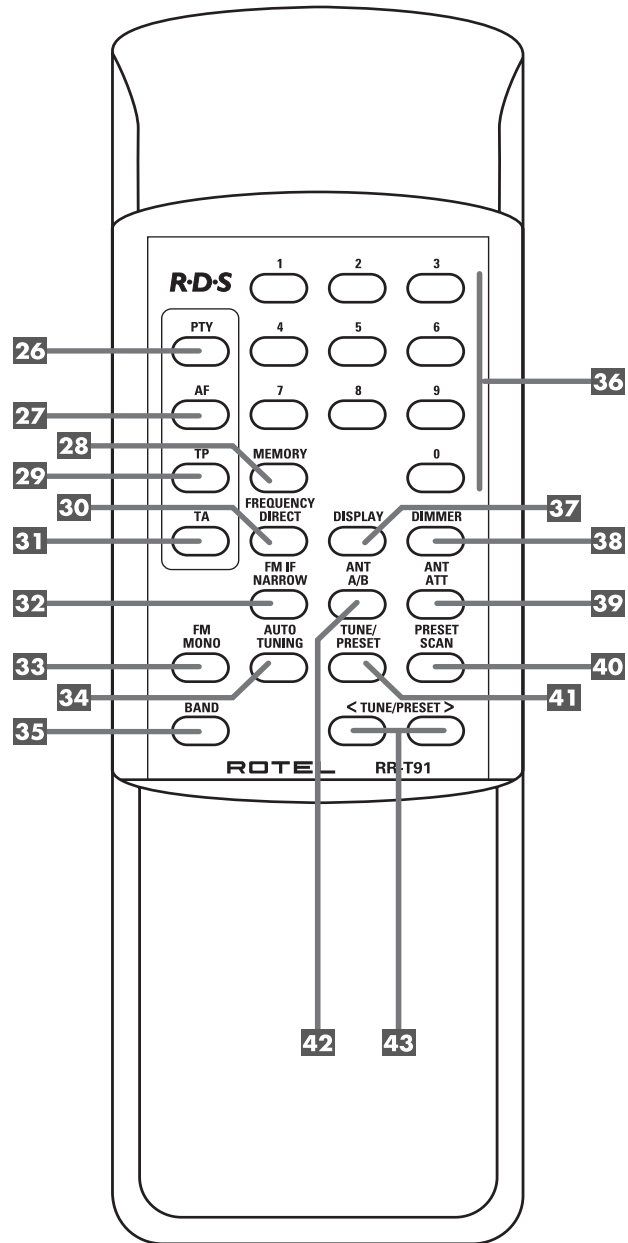 1 2 3
R·D·S
PTY 4 5 6
26
36
AF 7 8 9
27
28 MEMORY 0
TP
29
FREQUENCY DIRECT DISPLAY DIMMER
30 37
TA
31 38
FM IF NARROW ANT A/B ANT ATT
32 39
FM MONO AUTO TUNING TUNE/PRESET PRESET SCAN
33 40
34 41
BAND < TUNE/PRESET >
35
ROTEL RR-T91
42 43